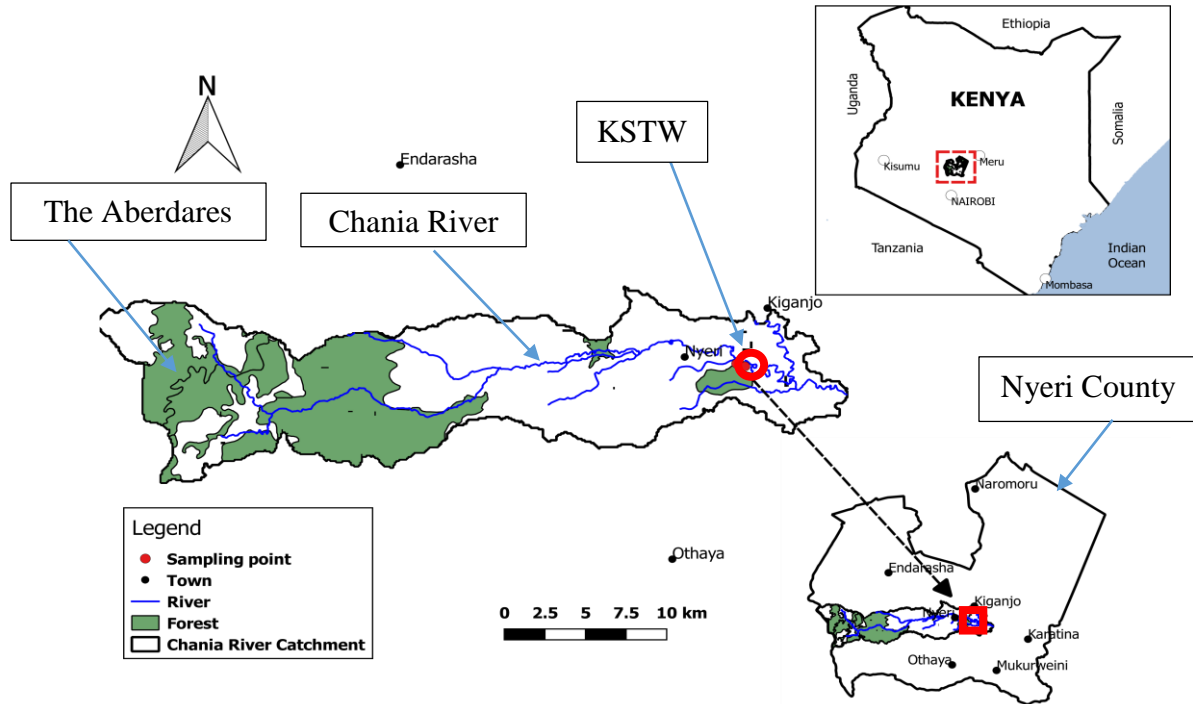 Ethiopia
Uganda
KENYA
Somalia
Kisumu
Meru
NAIROBI
Tanzania
Indian
Ocean
Mombasa
N
KSTW
Endarasha
The Aberdares
Chania River
Kiganjo
Nyeri
Nyeri County
Legend
Sampling point
Town
River
Forest
Chania River Catchment
Othaya
0 2.5 5 7.5 10 km
Naromoru
Endarasha
Kiganjo
Nyeri
Karatina
Othaya
Mukurweini